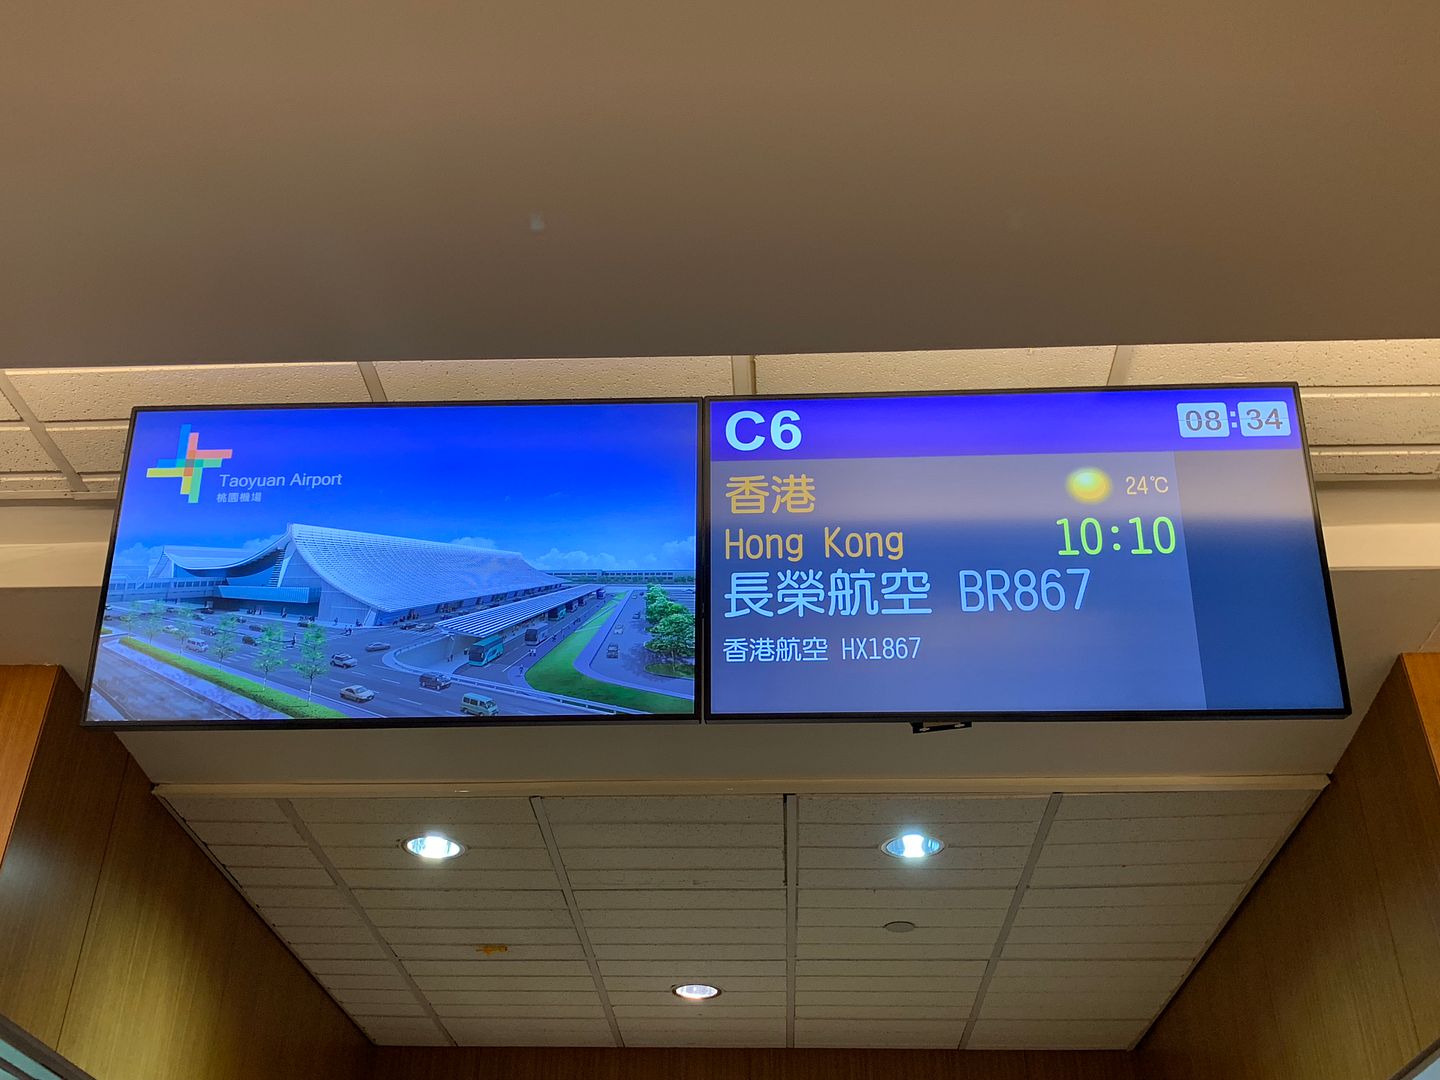 Taoyuan Airport
桃園機場
C6
08:34
香港
24℃
Hong Kong
10:10
長榮航空 BR867
香港航空 HX1867